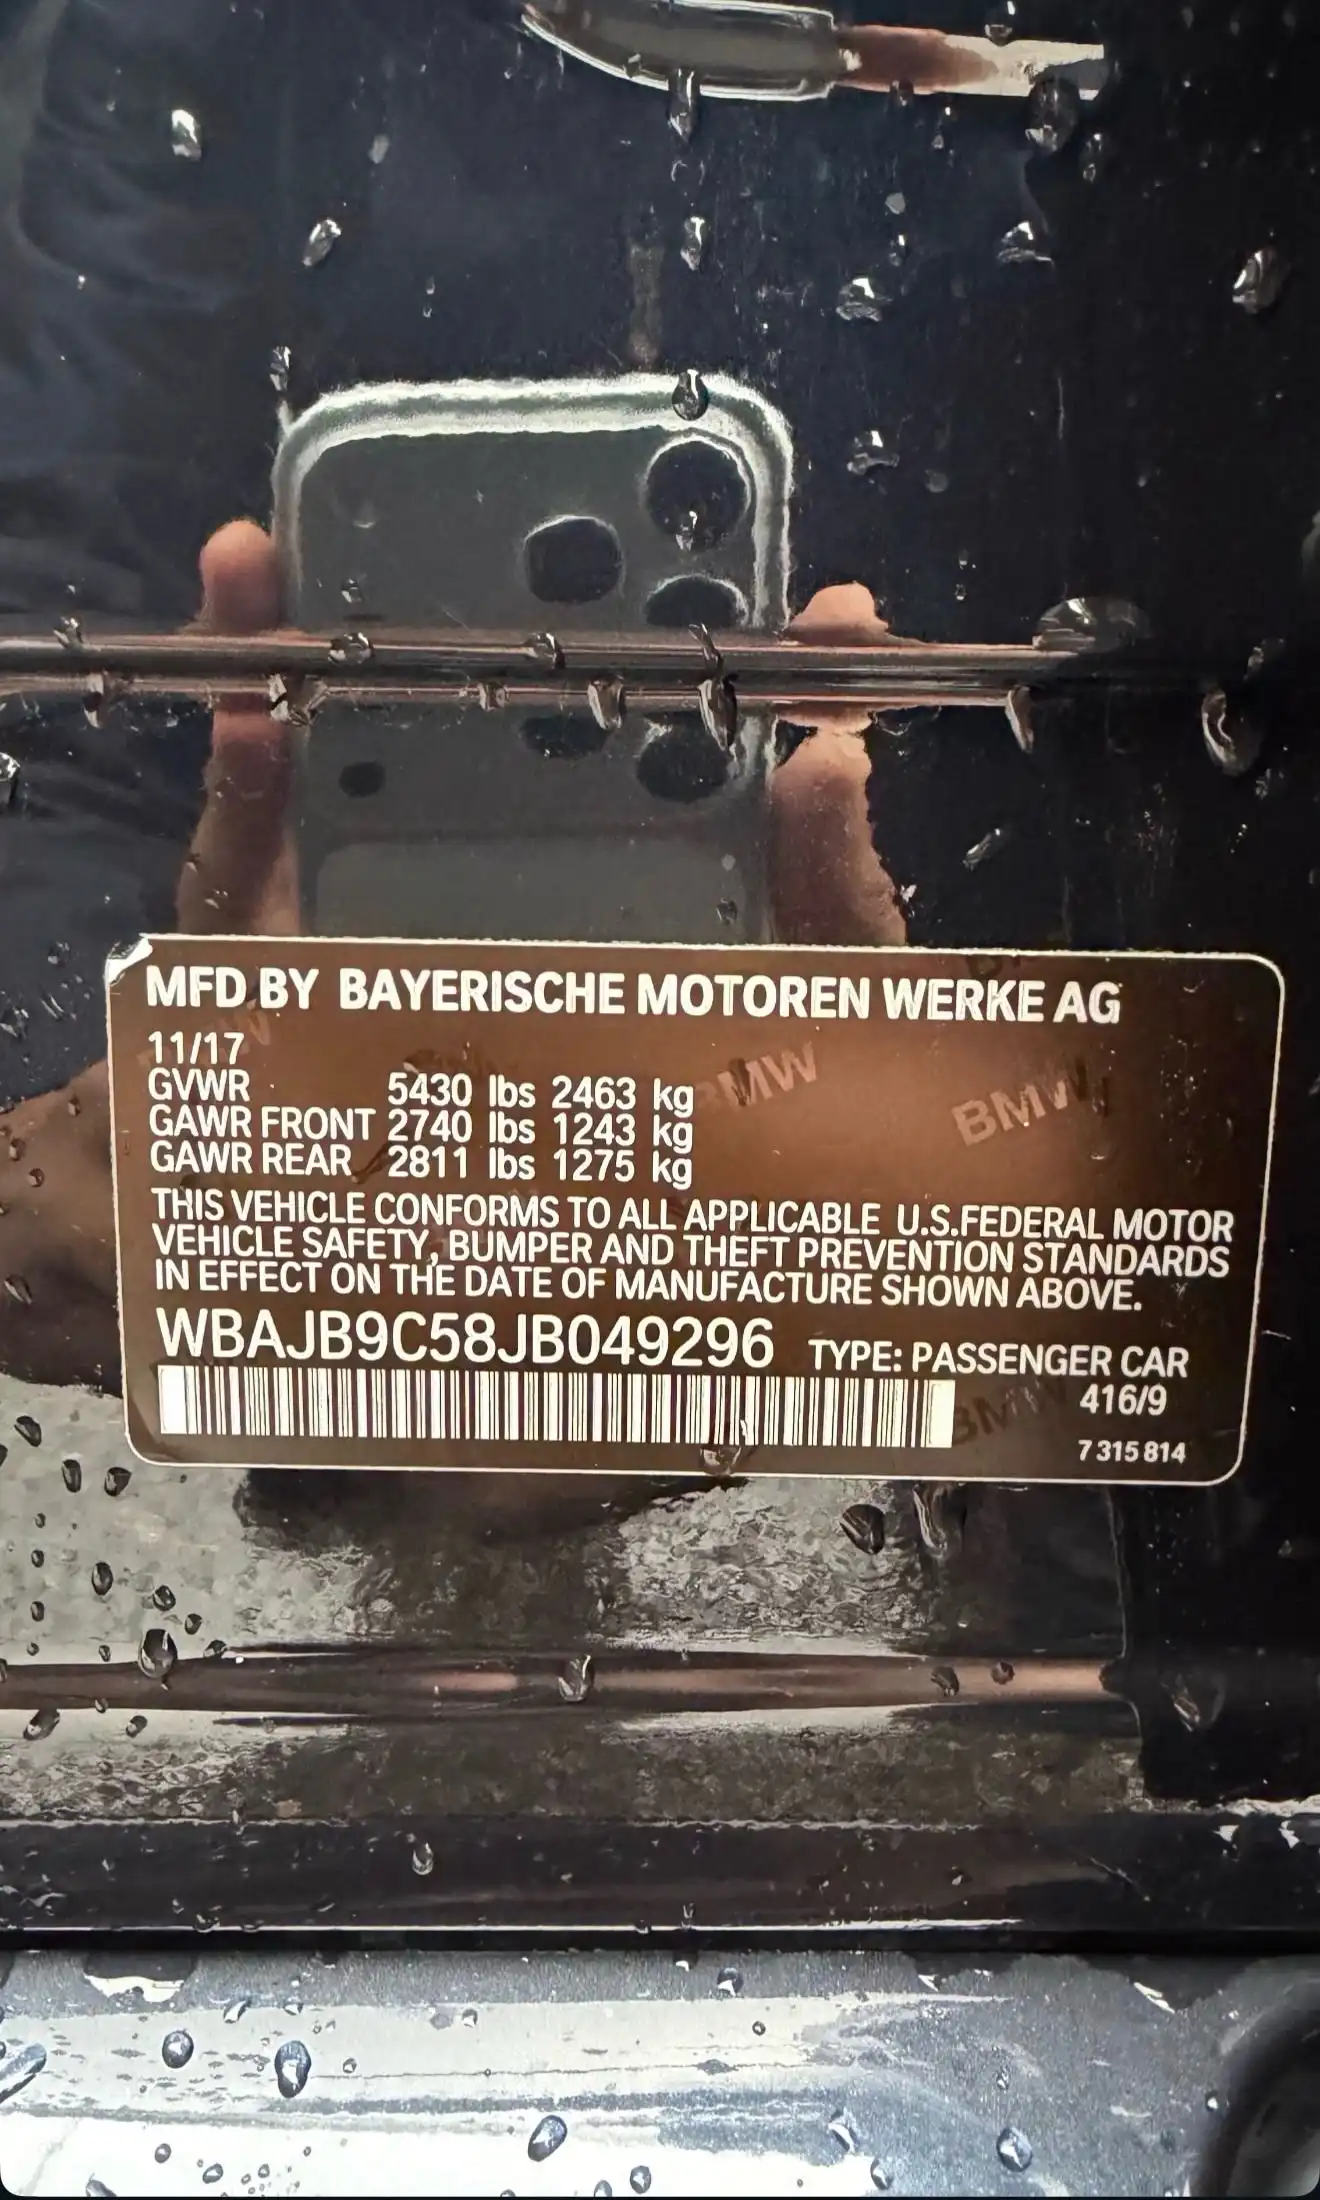 MFD BY BAYERISCHE MOTOREN WERKE AG
11/17
GVWR 5430 lbs 2463 kg
GAWR FRONT 2740 lbs 1243 kg
GAWR REAR 2811 lbs 1275 kg
BMW BMW
THIS VEHICLE CONFORMS TO ALL APPLICABLE U.S.FEDERAL MOTOR
VEHICLE SAFETY, BUMPER AND THEFT PREVENTION STANDARDS
IN EFFECT ON THE DATE OF MANUFACTURE SHOWN ABOVE.
WBAJB9C58JB049296 TYPE: PASSENGER CAR
416/9
BMW
7 315 814